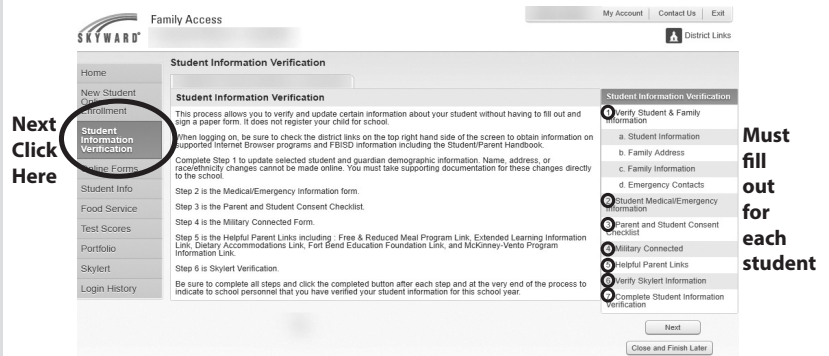 SKYWARD®
Family Access
My Account
Contact Us
Exit
District Links
Next
Click
Here
Home
New Student
Online
Enrollment
Student
Information
Verification
Online Forms
Student Info
Food Service
Test Scores
Portfolio
Skylert
Login History
Student Information Verification
Student Information Verification
This process allows you to verify and update certain information about your student without having to fill out and
sign a paper form. It does not register your child for school.
When logging on, be sure to check the district links on the top right hand side of the screen to obtain information on
supported Internet Browser programs and FBISD information including the Student/Parent Handbook.
Complete Step 1 to update selected student and guardian demographic information. Name, address, or
race/ethnicity changes cannot be made online. You must take supporting documentation for these changes directly
to the school.
Step 2 is the Medical/Emergency Information form.
Step 3 is the Parent and Student Consent Checklist.
Step 4 is the Military Connected Form.
Step 5 is the Helpful Parent Links including : Free & Reduced Meal Program Link, Extended Learning Information
Link, Dietary Accommodations Link, Fort Bend Education Foundation Link, and McKinney-Vento Program
Information Link.
Step 6 is Skylert Verification.
Be sure to complete all steps and click the completed button after each step and at the very end of the process to
indicate to school personnel that you have verified your student information for this school year.
Student Information Verification
1. Verify Student & Family
Information
a. Student Information
b. Family Address
c. Family Information
d. Emergency Contacts
2. Student Medical/Emergency
Information
3. Parent and Student Consent
Checklist
4. Military Connected
5. Helpful Parent Links
6. Verify Skylert Information
7. Complete Student Information
Verification
Next
Close and Finish Later
Must
fill
out
for
each
student